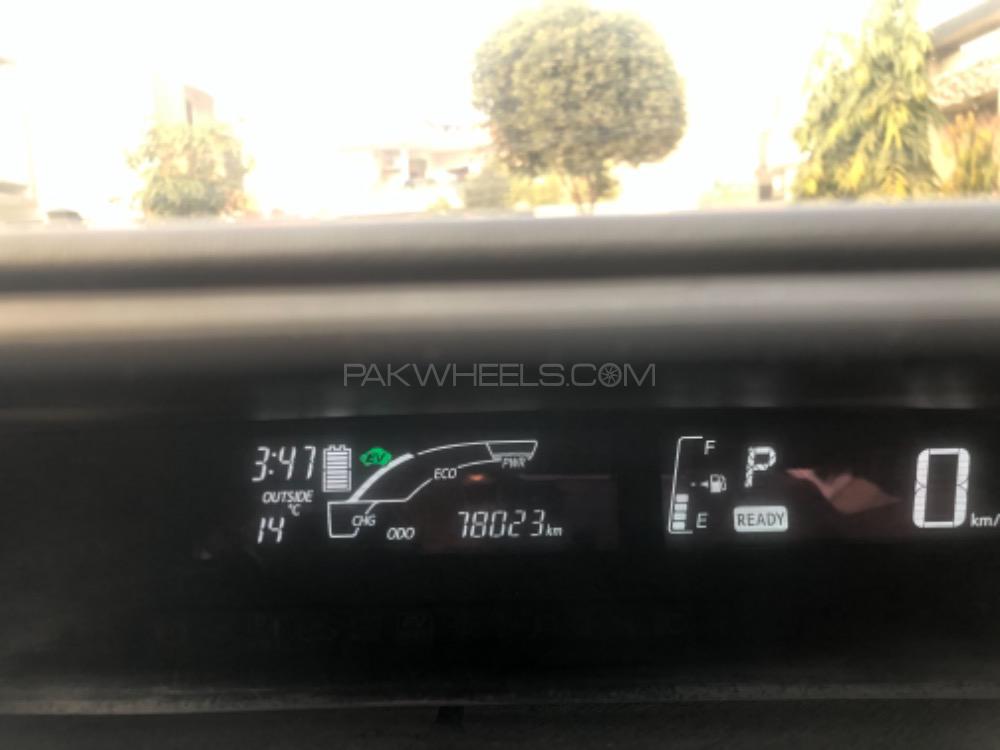 PAKWHEELS.COM
3:47 EV ECO PWR F P 0 km/
OUTSIDE
°C
14 CHG ODO 78023 km E READY